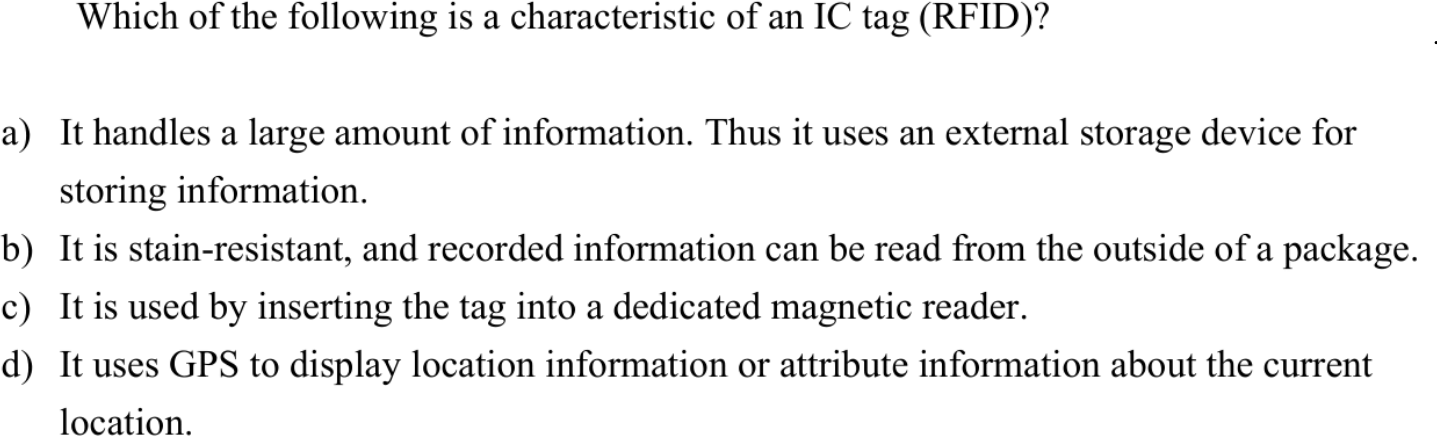 Which of the following is a characteristic of an IC tag (RFID)?
a) It handles a large amount of information. Thus it uses an external storage device for
storing information.
b) It is stain-resistant, and recorded information can be read from the outside of a package.
c) It is used by inserting the tag into a dedicated magnetic reader.
d) It uses GPS to display location information or attribute information about the current
location.